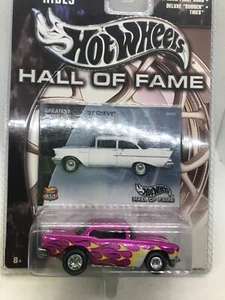 RIDES
DELUXE "RUBBER"
TIRES
HOT WHEELS
HALL OF FAME
GREATEST
'57 CHEVY
HOT WHEELS
HALL OF FAME
8+